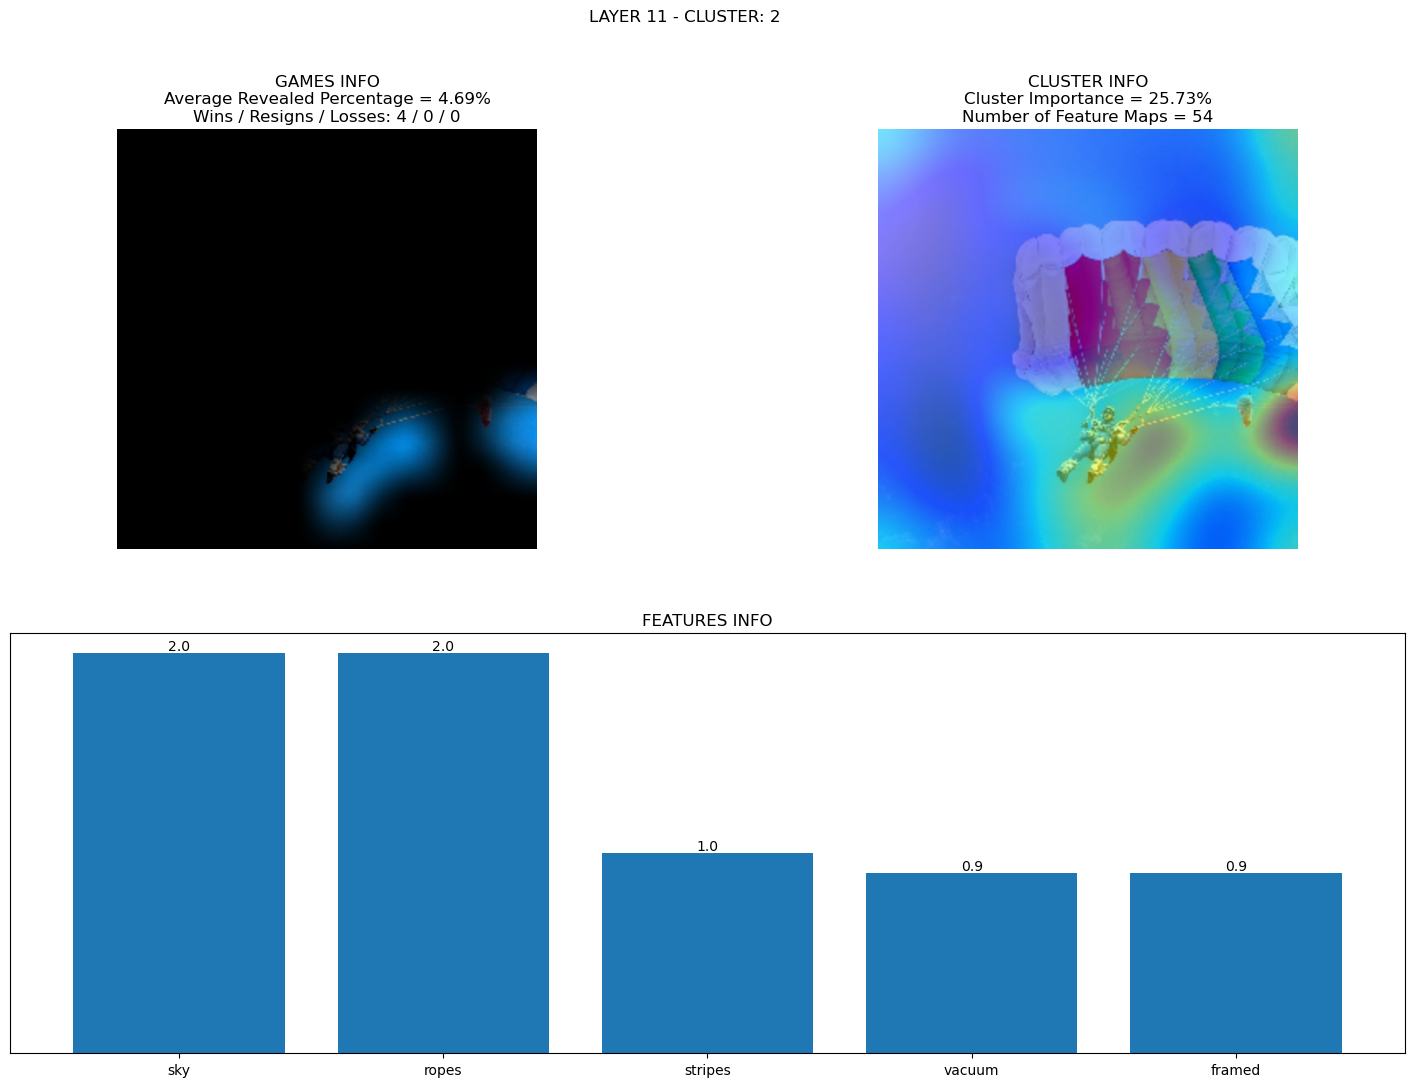 LAYER 11 - CLUSTER: 2
GAMES INFO
Average Revealed Percentage = 4.69%
Wins / Resigns / Losses: 4 / 0 / 0
CLUSTER INFO
Cluster Importance = 25.73%
Number of Feature Maps = 54
FEATURES INFO
2.0
2.0
1.0
0.9
0.9
sky
ropes
stripes
vacuum
framed